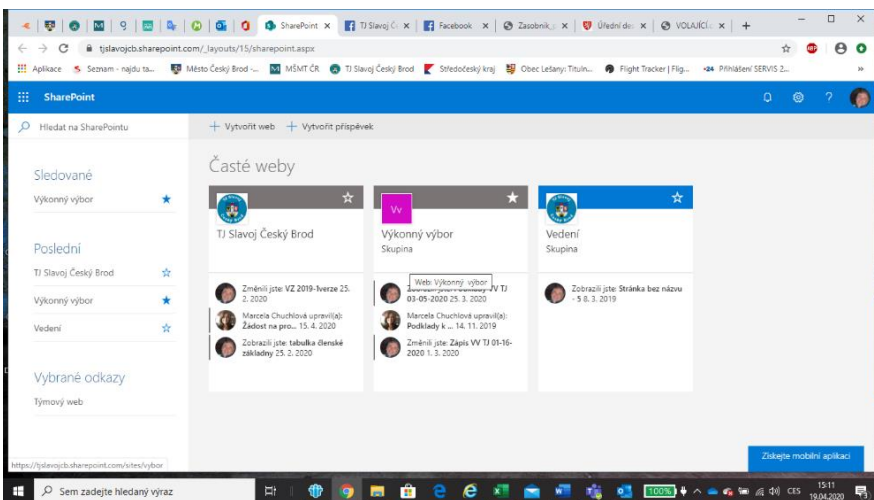 SharePoint
TJ Slavoj Č
Facebook
Zasobnik_
Úřední de
VOLAJÍCÍ
tjslavojcb.sharepoint.com/_layouts/15/sharepoint.aspx
Aplikace
Seznam - najdu ta...
Město Český Brod -...
MŠMT ČR
TJ Slavoj Český Brod
Středočeský kraj
Obec Lešany: Tituln...
Flight Tracker | Flig...
Přihlášení SERVIS 2...
SharePoint
Hledat na SharePointu
+ Vytvořit web + Vytvořit příspěvek
Sledované
Výkonný výbor
Poslední
TJ Slavoj Český Brod
Výkonný výbor
Vedení
Vybrané odkazy
Týmový web
Časté weby
TJ Slavoj Český Brod
Změnili jste: VZ 2019-1verze 25.
2. 2020
Marcela Chuchlová upravil(a):
Žádost na pro... 15. 4. 2020
Zobrazili jste: tabulka členské
základny 25. 2. 2020
Vv
Výkonný výbor
Skupina
Web: Výkonný výbor
03-05-2020 25. 3. 2020
Marcela Chuchlová upravil(a):
Podklady k ... 14. 11. 2019
Změnili jste: Zápis VV TJ 01-16-
2020 1. 3. 2020
Vedení
Skupina
Zobrazili jste: Stránka bez názvu
- 5 8. 3. 2019
Získejte mobilní aplikaci
https://tjslavojcb.sharepoint.com/sites/vybor
Sem zadejte hledaný výraz
100%
CES
15:11
19.04.2020